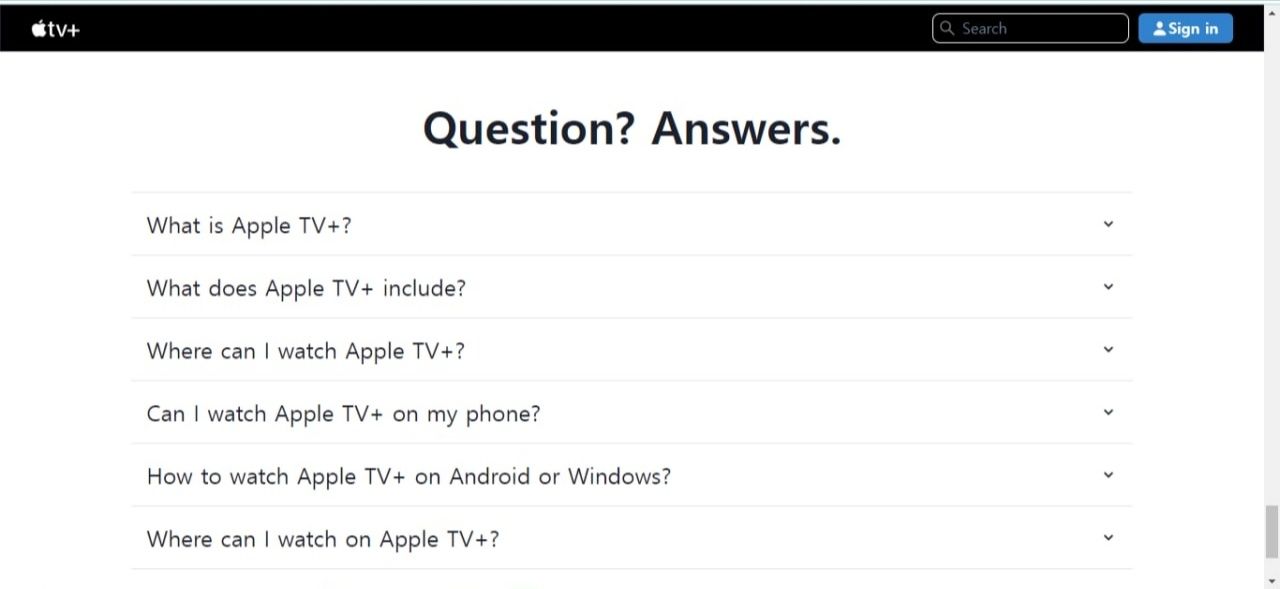 tv+
Search
Sign in
Question? Answers.
What is Apple TV+?
What does Apple TV+ include?
Where can I watch Apple TV+?
Can I watch Apple TV+ on my phone?
How to watch Apple TV+ on Android or Windows?
Where can I watch on Apple TV+?